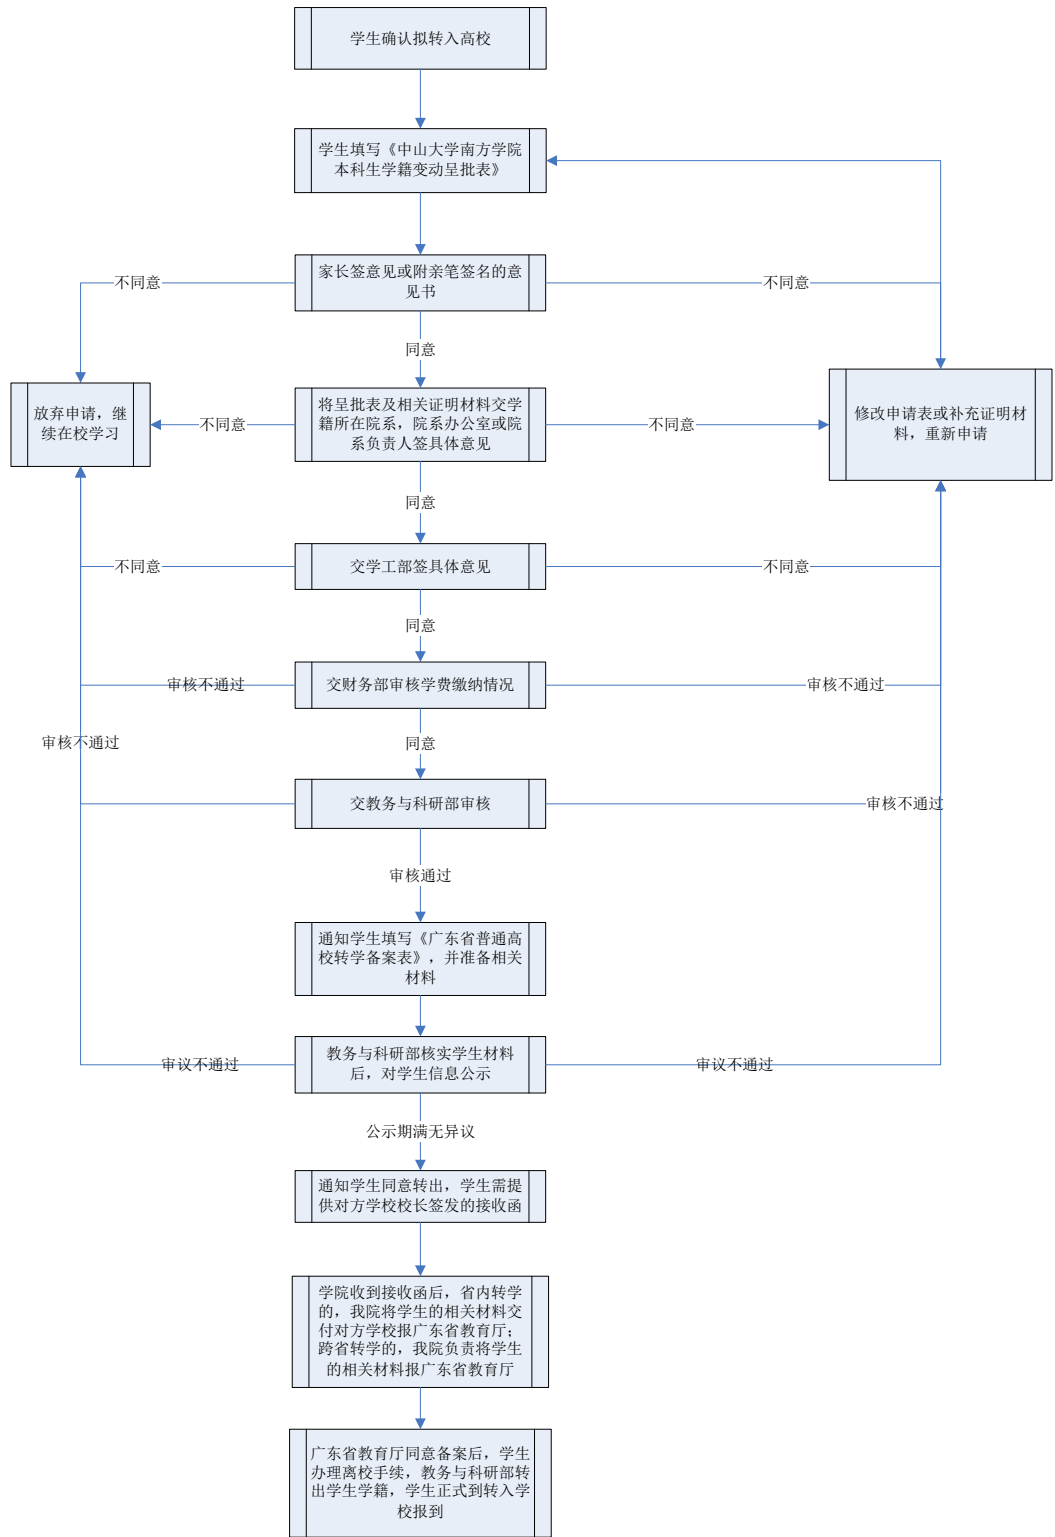 学生确认拟转入高校
学生填写《中山大学南方学院
本科生学籍变动呈批表》
家长签意见或附亲笔签名的意
见书
不同意
不同意
同意
放弃申请，继
续在校学习
不同意
将呈批表及相关证明材料交学
籍所在院系，院系办公室或院
系负责人签具体意见
不同意
修改申请表或补充证明材
料，重新申请
同意
不同意
交学工部签具体意见
不同意
同意
审核不通过
交财务部审核学费缴纳情况
审核不通过
审核不通过
同意
交教务与科研部审核
审核不通过
审核通过
通知学生填写《广东省普通高
校转学备案表》，并准备相关
材料
审议不通过
教务与科研部核实学生材料
后，对学生信息公示
审议不通过
公示期满无异议
通知学生同意转出，学生需提
供对方学校校长签发的接收函
学院收到接收函后，省内转学
的，我院将学生的相关材料交
付对方学校报广东省教育厅；
跨省转学的，我院负责将学生
的相关材料报广东省教育厅
广东省教育厅同意备案后，学生
办理离校手续，教务与科研部转
出学生学籍，学生正式到转入学
校报到